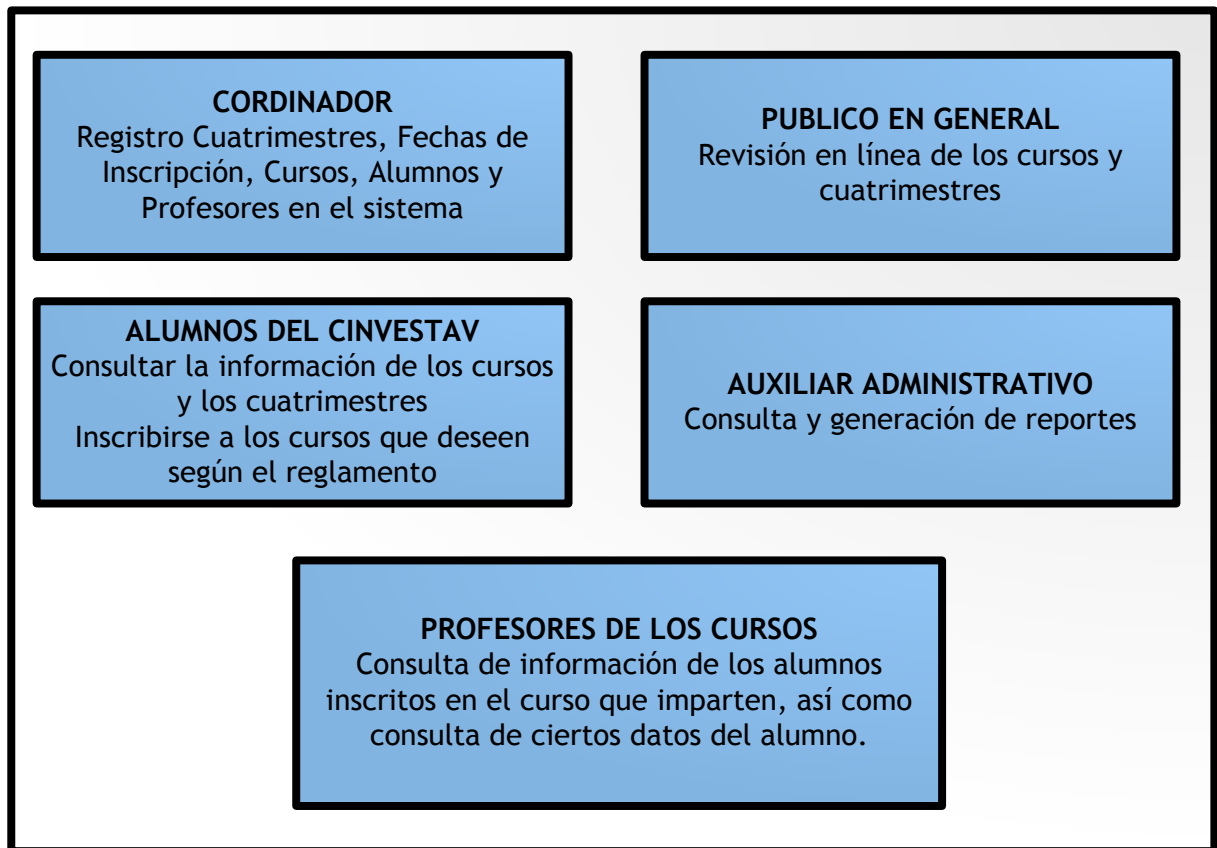 CORDINADOR
Registro Cuatrimestres, Fechas de
Inscripción, Cursos, Alumnos y
Profesores en el sistema
PUBLICO EN GENERAL
Revisión en línea de los cursos y
cuatrimestres
ALUMNOS DEL CINVESTAV
Consultar la información de los cursos
y los cuatrimestres
Inscribirse a los cursos que deseen
según el reglamento
AUXILIAR ADMINISTRATIVO
Consulta y generación de reportes
PROFESORES DE LOS CURSOS
Consulta de información de los alumnos
inscritos en el curso que imparten, así como
consulta de ciertos datos del alumno.